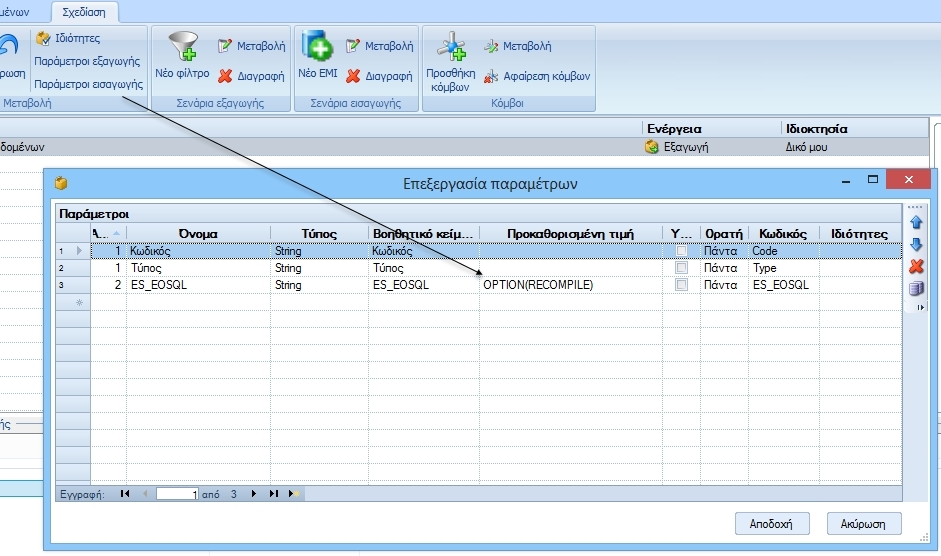 μένων Σχεδίαση
Ιδιότητες
Παράμετροι εξαγωγής
ρωση Παράμετροι εισαγωγής
Μεταβολή
Νέο φίλτρο Μεταβολή Διαγραφή
Σενάρια εξαγωγής
Νέο EMI Μεταβολή Διαγραφή
Σενάρια εισαγωγής
Προσθήκη κόμβων Μεταβολή Αφαίρεση κόμβων
Κόμβοι
Ενέργεια Ιδιοκτησία
δομένων Εξαγωγή Δικό μου
Επεξεργασία παραμέτρων
Παράμετροι
Α... Όνομα Τύπος Βοηθητικό κείμ... Προκαθορισμένη τιμή Υ... Ορατή Κωδικός Ιδιότητες
1 1 Κωδικός String Κωδικός Πάντα Code
2 1 Τύπος String Τύπος Πάντα Type
3 2 ES_EOSQL String ES_EOSQL OPTION(RECOMPILE) Πάντα ES_EOSQL
ής
Εγγραφή: 1 από 3
Αποδοχή Ακύρωση